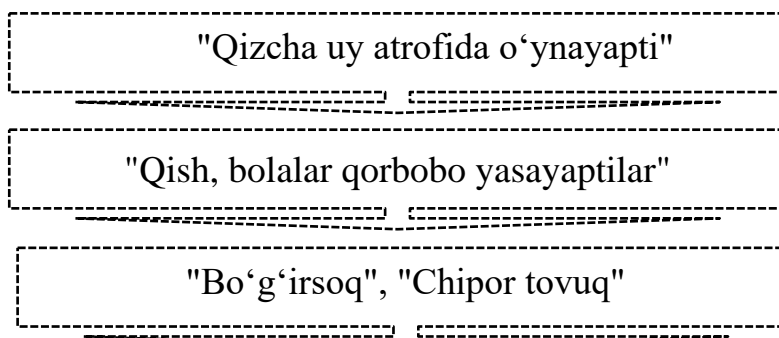 "Qizcha uy atrofida o‘ynayapti"
"Qish, bolalar qorbobo yasayaptilar"
"Bo‘g‘irsoq", "Chipor tovuq"